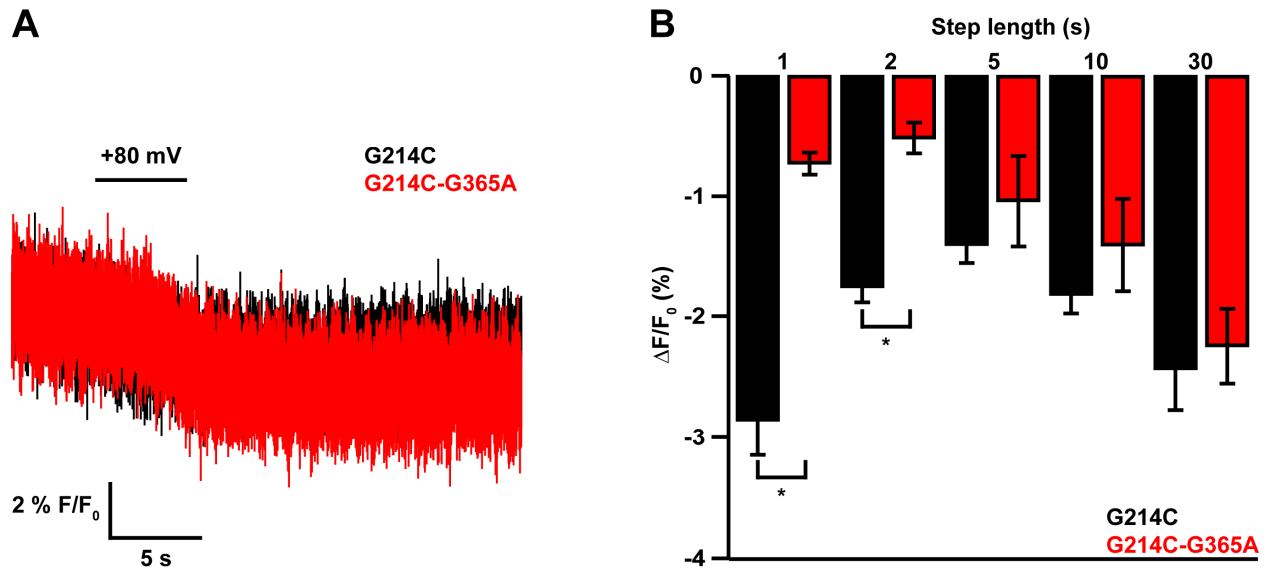 A
+80 mV
G214C
G214C-G365A
2 % F/F0
5 s
B
Step length (s)
1 2 5 10 30
0
-1
-2
-3
-4
ΔF/F0 (%)
*
*
G214C
G214C-G365A